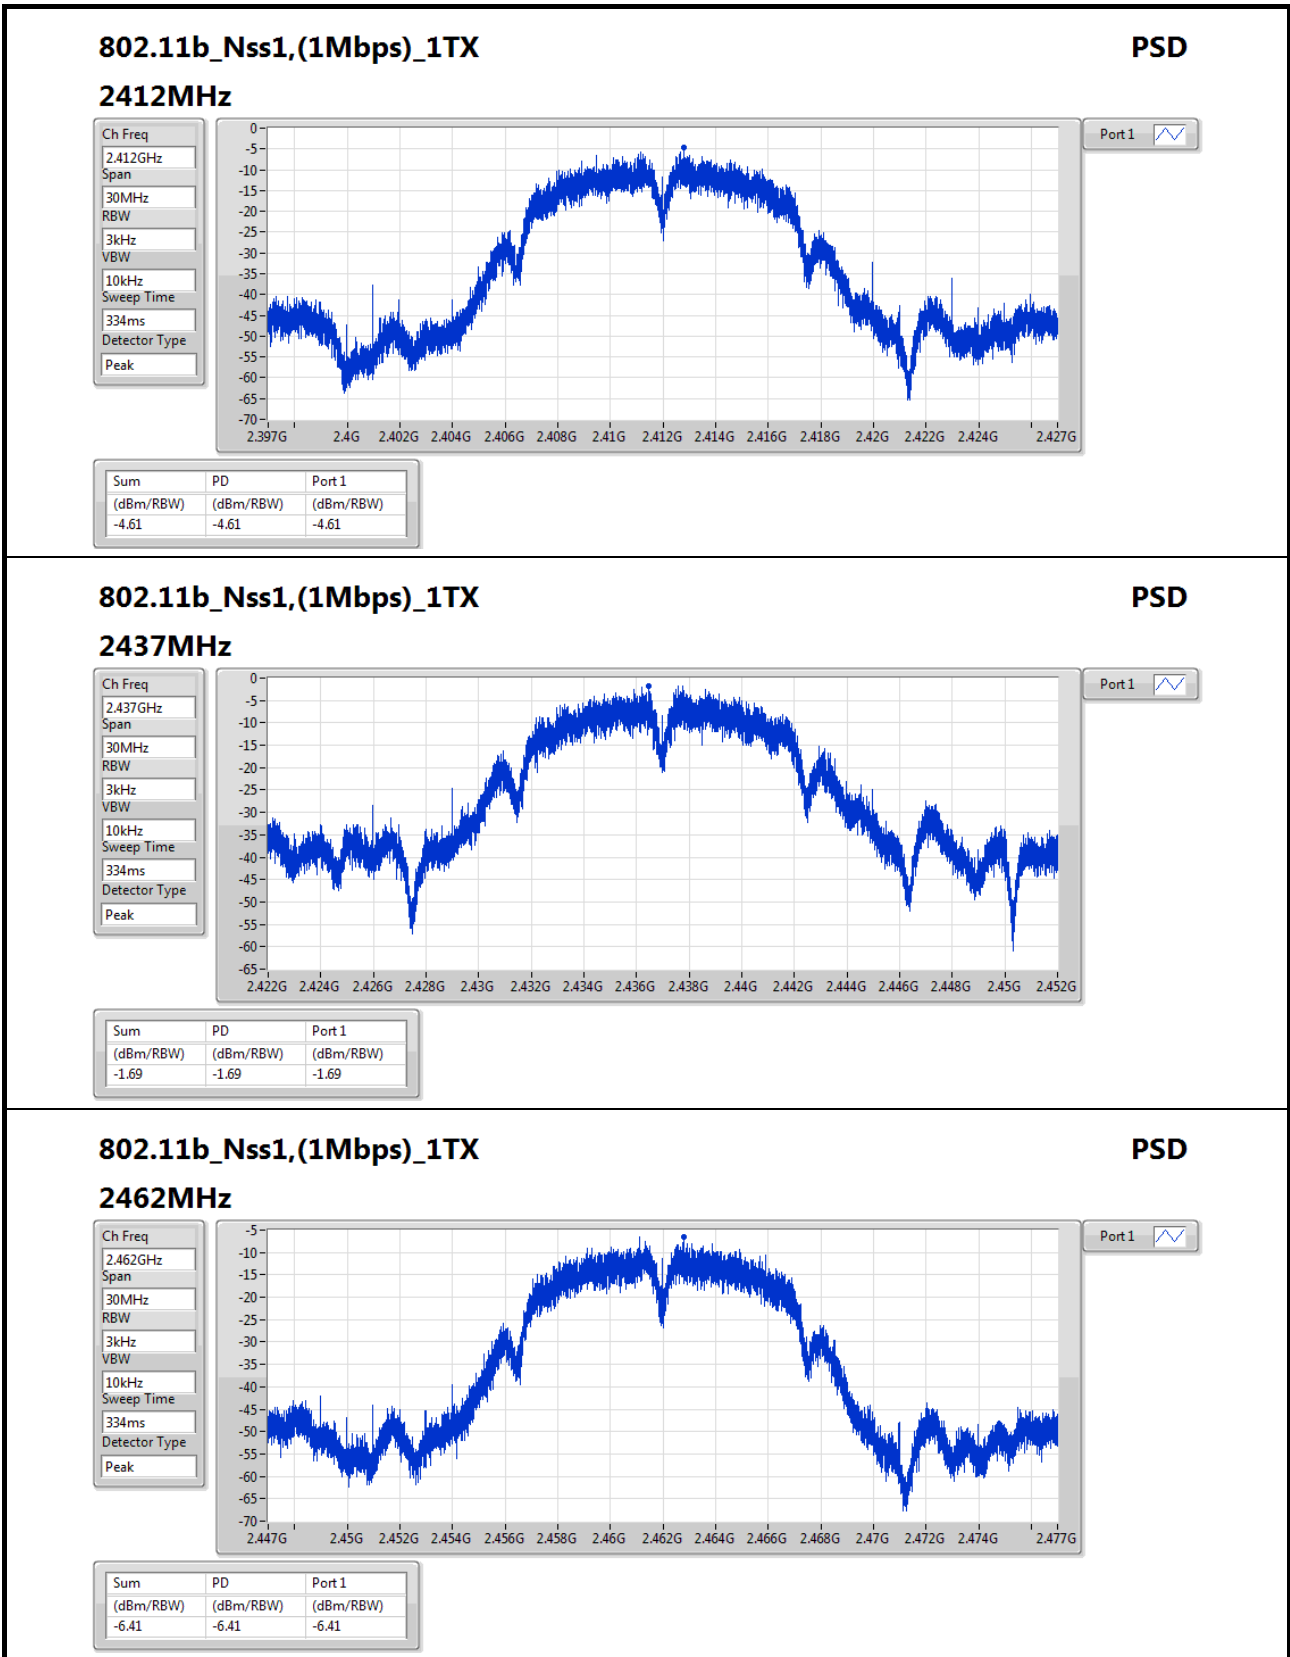 802.11b_Nss1,(1Mbps)_1TX PSD
2412MHz
Ch Freq
2.412GHz
Span
30MHz
RBW
3kHz
VBW
10kHz
Sweep Time
334ms
Detector Type
Peak
0
-5
-10
-15
-20
-25
-30
-35
-40
-45
-50
-55
-60
-65
-70
2.397G 2.4G 2.402G 2.404G 2.406G 2.408G 2.41G 2.412G 2.414G 2.416G 2.418G 2.42G 2.422G 2.424G 2.427G
Port 1
Sum PD Port 1
(dBm/RBW) (dBm/RBW) (dBm/RBW)
-4.61 -4.61 -4.61
802.11b_Nss1,(1Mbps)_1TX PSD
2437MHz
Ch Freq
2.437GHz
Span
30MHz
RBW
3kHz
VBW
10kHz
Sweep Time
334ms
Detector Type
Peak
0
-5
-10
-15
-20
-25
-30
-35
-40
-45
-50
-55
-60
-65
2.422G 2.424G 2.426G 2.428G 2.43G 2.432G 2.434G 2.436G 2.438G 2.44G 2.442G 2.444G 2.446G 2.448G 2.45G 2.452G
Port 1
Sum PD Port 1
(dBm/RBW) (dBm/RBW) (dBm/RBW)
-1.69 -1.69 -1.69
802.11b_Nss1,(1Mbps)_1TX PSD
2462MHz
Ch Freq
2.462GHz
Span
30MHz
RBW
3kHz
VBW
10kHz
Sweep Time
334ms
Detector Type
Peak
-5
-10
-15
-20
-25
-30
-35
-40
-45
-50
-55
-60
-65
-70
2.447G 2.45G 2.452G 2.454G 2.456G 2.458G 2.46G 2.462G 2.464G 2.466G 2.468G 2.47G 2.472G 2.474G 2.477G
Port 1
Sum PD Port 1
(dBm/RBW) (dBm/RBW) (dBm/RBW)
-6.41 -6.41 -6.41